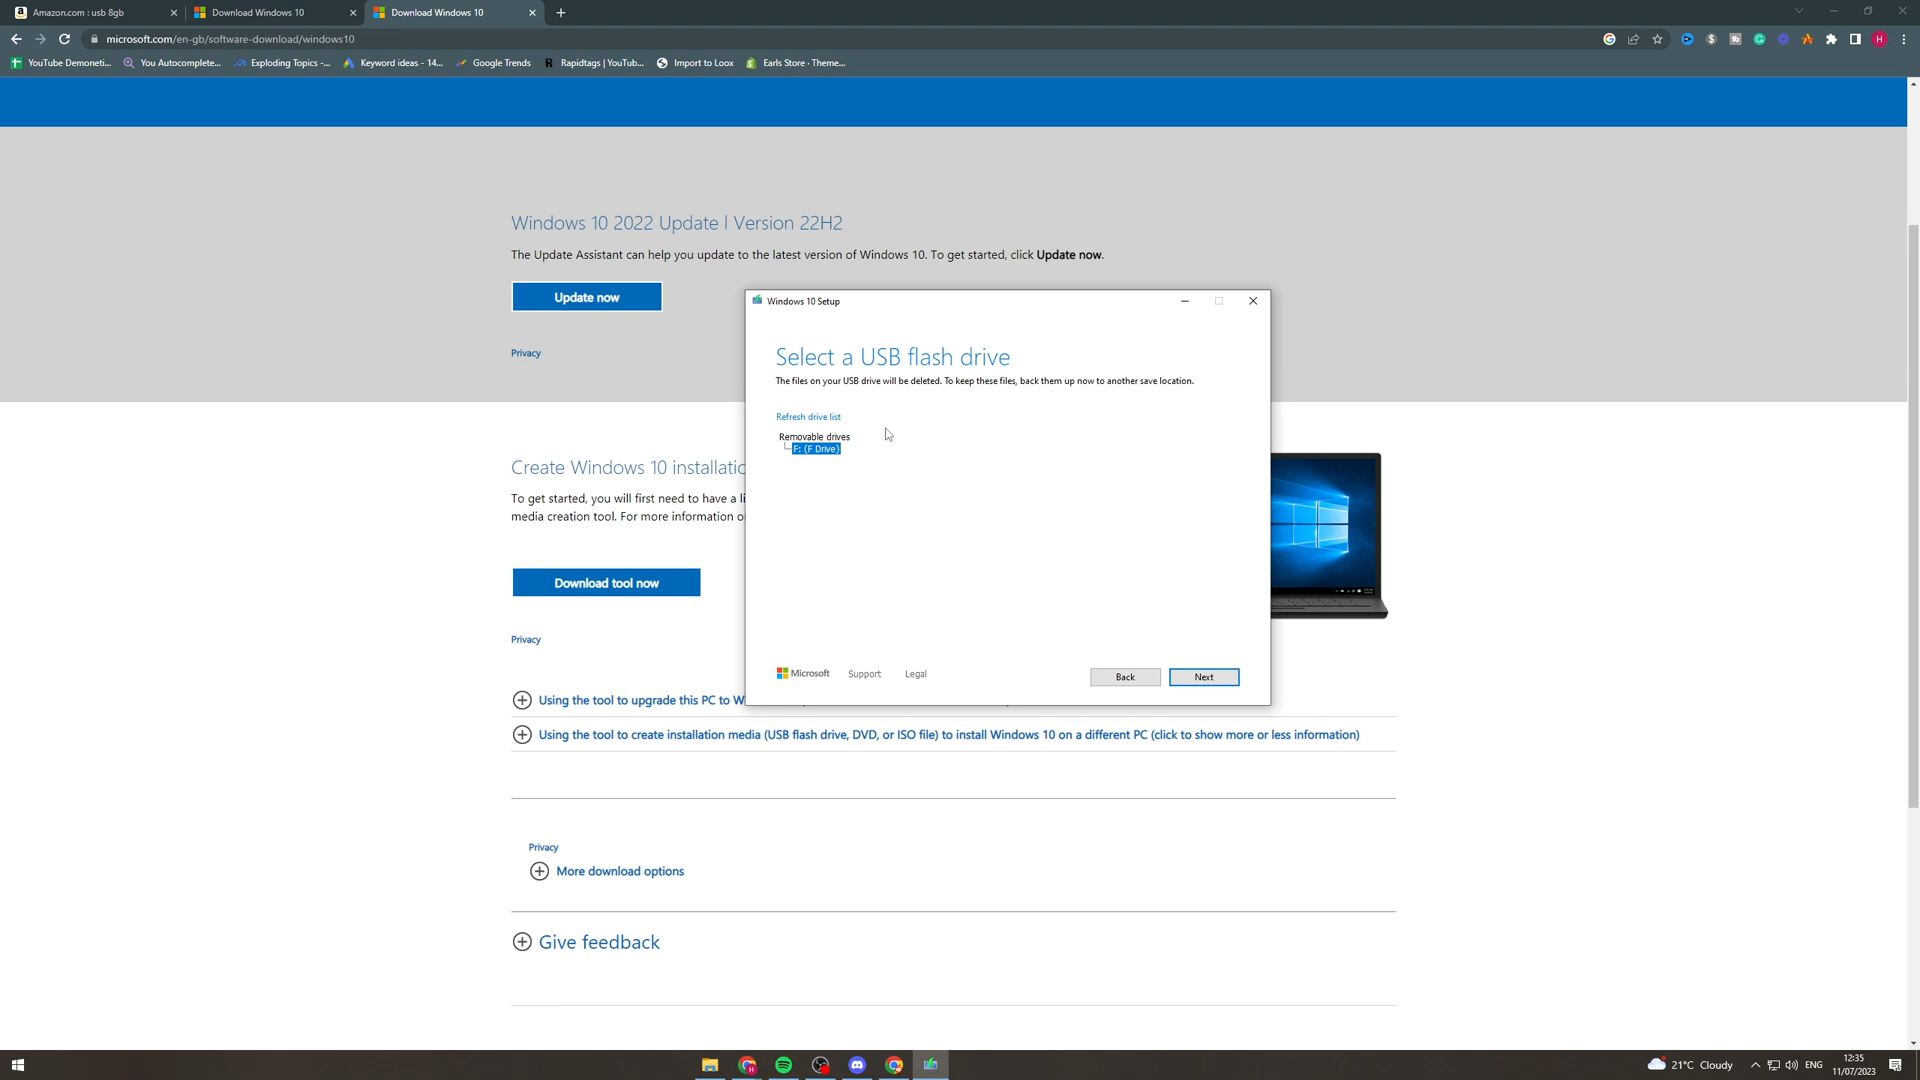 Amazon.com : usb 8gb
Download Windows 10
Download Windows 10
microsoft.com/en-gb/software-download/windows10
YouTube Demoneti...
You Autocomplete...
Exploding Topics -...
Keyword ideas - 14...
Google Trends
Rapidtags | YouTub...
Import to Loox
Earls Store · Theme...
Windows 10 2022 Update | Version 22H2
The Update Assistant can help you update to the latest version of Windows 10. To get started, click Update now.
Update now
Privacy
Windows 10 Setup
Select a USB flash drive
The files on your USB drive will be deleted. To keep these files, back them up now to another save location.
Refresh drive list
Removable drives
F: (F Drive)
Microsoft
Support
Legal
Back
Next
Create Windows 10 installatio
To get started, you will first need to have a li
media creation tool. For more information o
Download tool now
Privacy
Using the tool to upgrade this PC to W
Using the tool to create installation media (USB flash drive, DVD, or ISO file) to install Windows 10 on a different PC (click to show more or less information)
Privacy
More download options
Give feedback
21°C Cloudy
ENG
12:35
11/07/2023